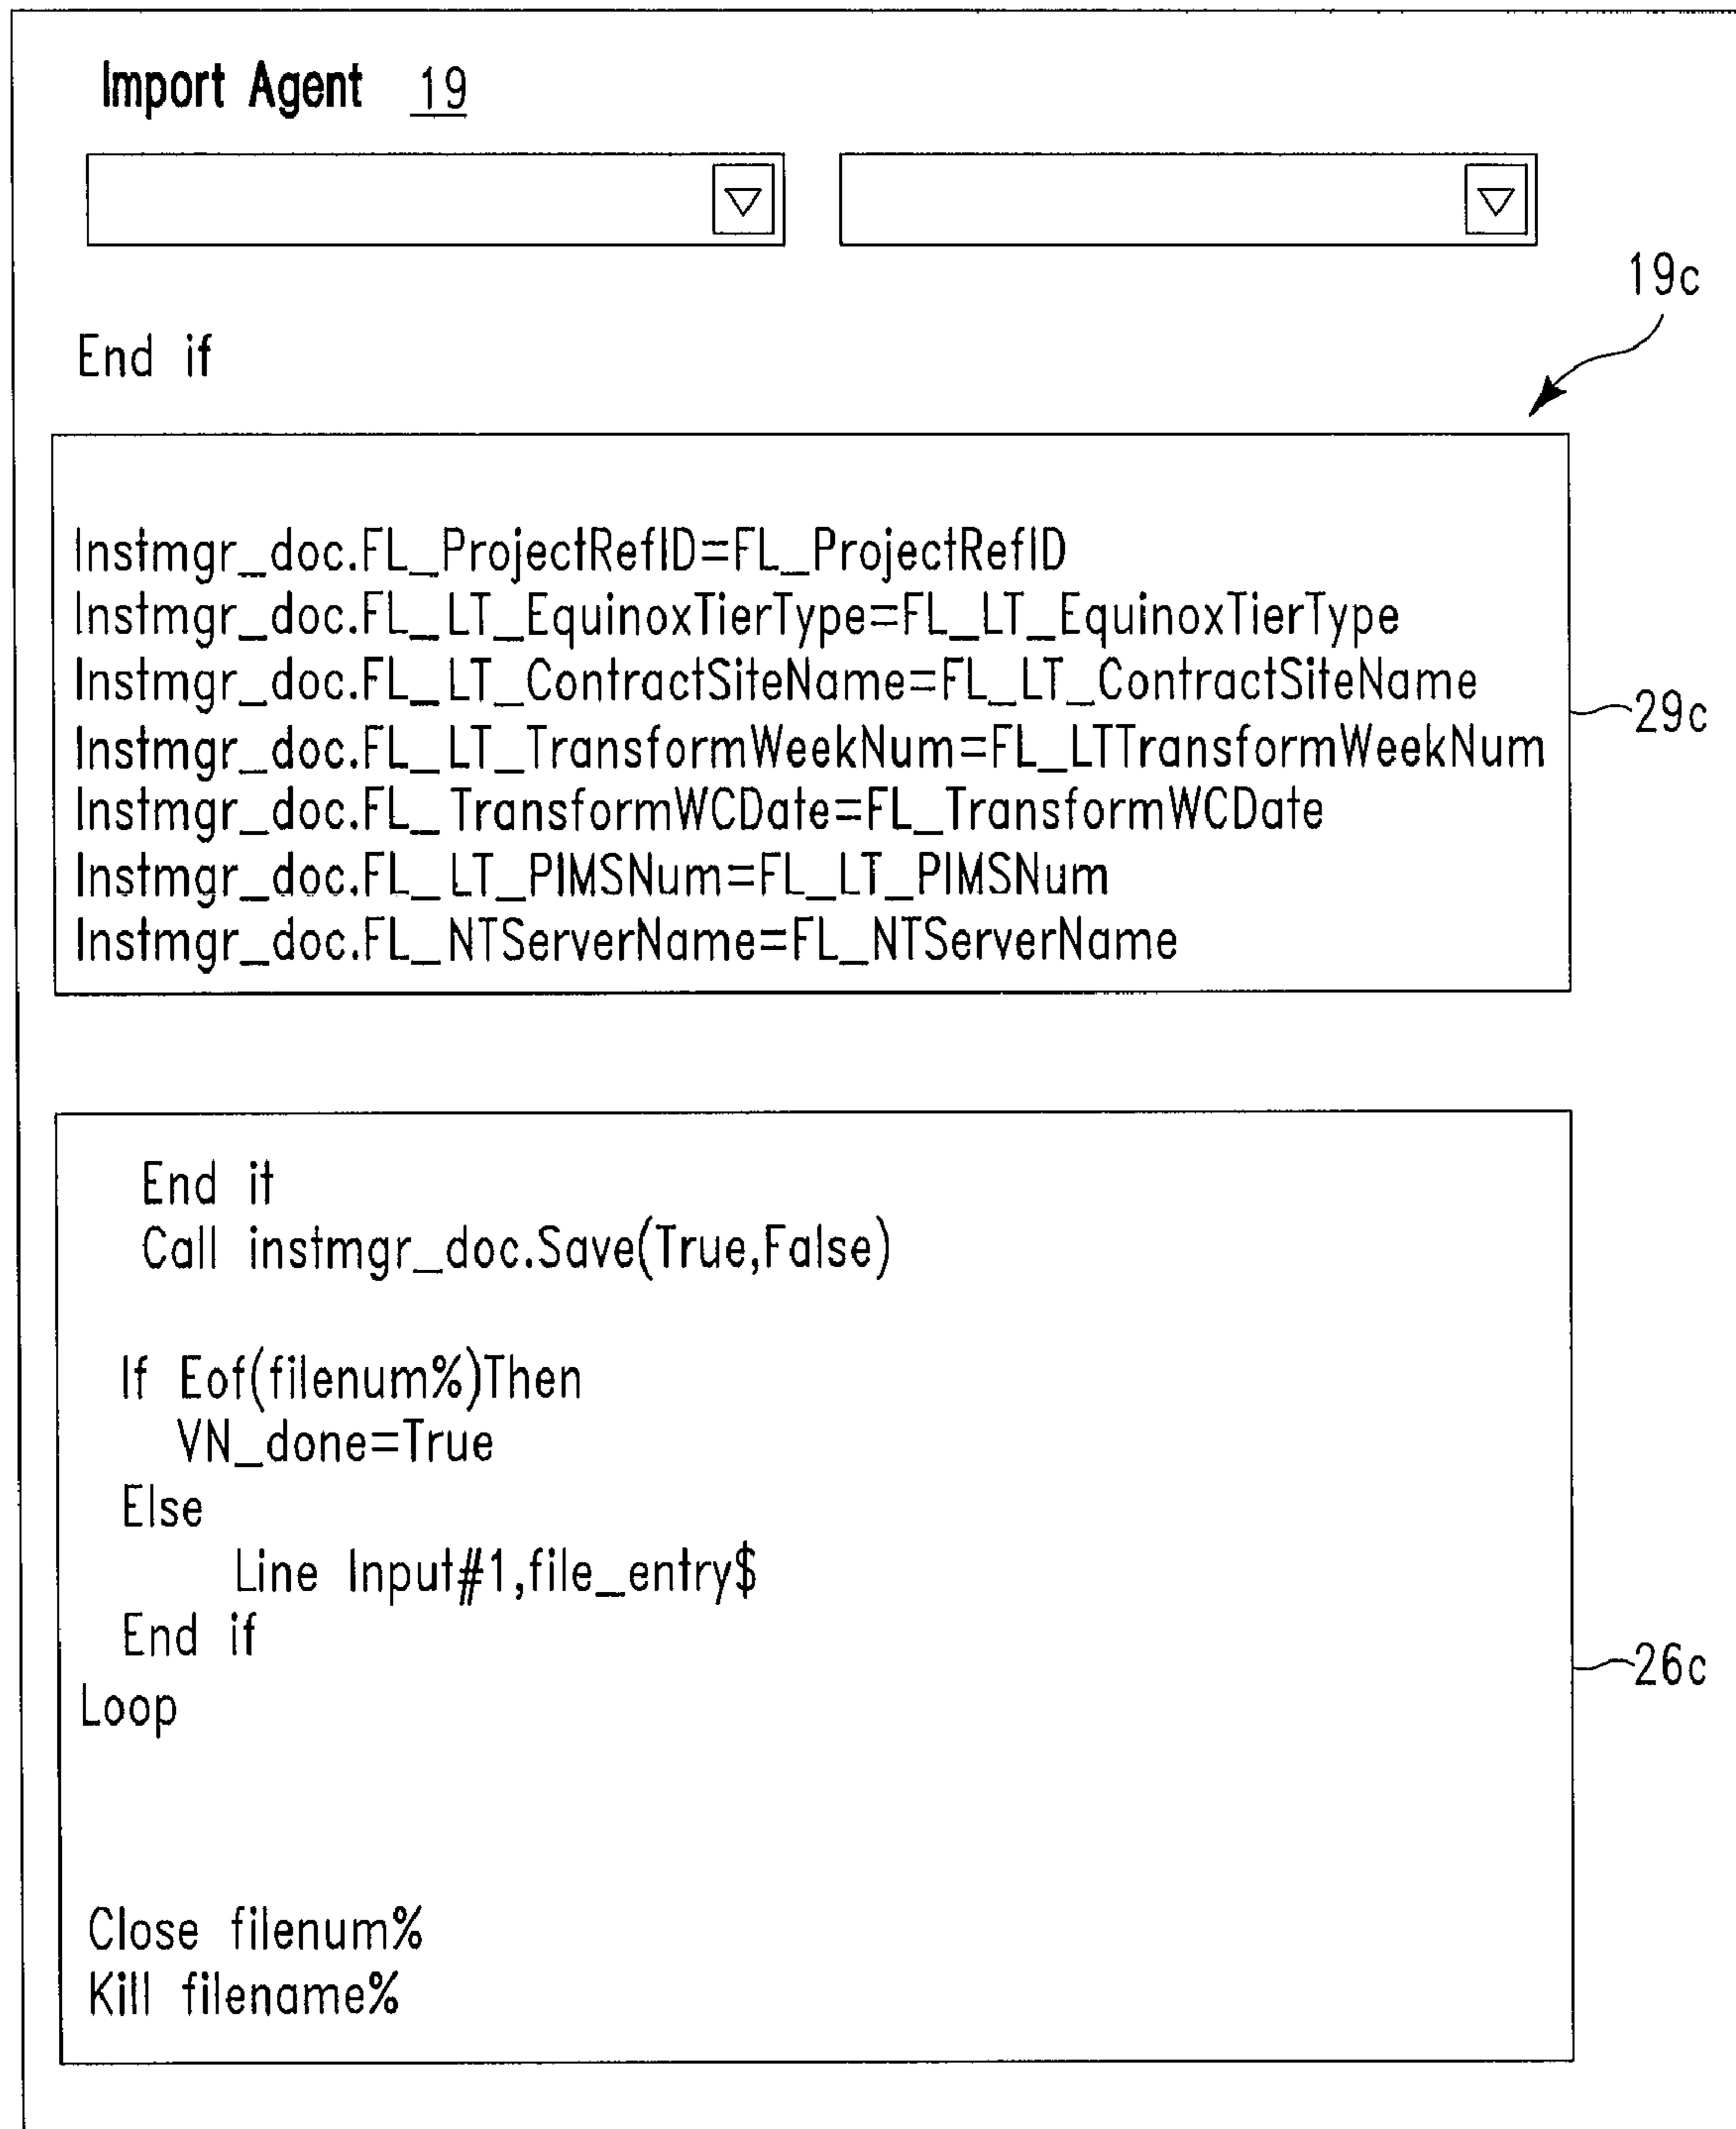 Import Agent 19
19c
End if
Instmgr_doc.FL_ProjectRefID=FL_ProjectRefID
Instmgr_doc.FL_LT_EquinoxTierType=FL_LT_EquinoxTierType
Instmgr_doc.FL_LT_ContractSiteName=FL_LT_ContractSiteName
29c
Instmgr_doc.FL_LT_TransformWeekNum=FL_LTTransformWeekNum
Instmgr_doc.FL_TransformWCDate=FL_TransformWCDate
Instmgr_doc.FL_LT_PIMSNum=FL_LT_PIMSNum
Instmgr_doc.FL_NTServerName=FL_NTServerName
End it
Call instmgr_doc.Save(True,False)
If Eof(filenum%)Then
VN_done=True
Else
Line Input#1,file_entry$
End if
26c
Loop
Close filenum%
Kill filename%